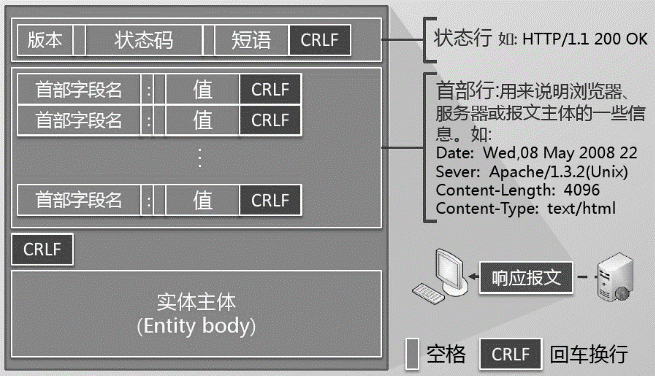 版本 状态码 短语 CRLF
状态行 如: HTTP/1.1 200 OK
首部字段名 : 值 CRLF
首部字段名 : 值 CRLF
⋮
首部字段名 : 值 CRLF
首部行:用来说明浏览器、
服务器或报文主体的一些信
息。如:
Date: Wed,08 May 2008 22
Sever: Apache/1.3.2(Unix)
Content-Length: 4096
Content-Type: text/html
CRLF
响应报文
实体主体
(Entity body)
空格 CRLF 回车换行